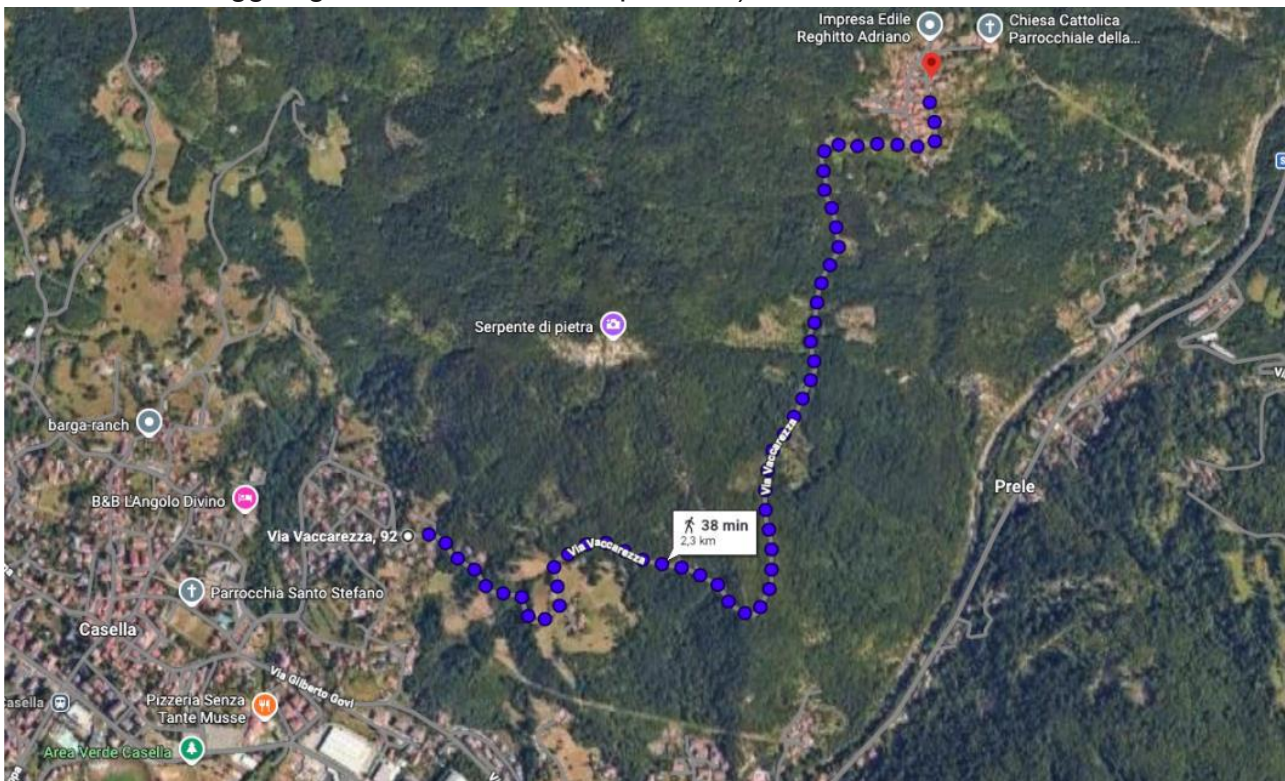 Impresa Edile
Reghitto Adriano
Chiesa Cattolica
Parrocchiale della...
Serpente di pietra
barga-ranch
B&B L'Angolo Divino
Via Vaccarezza, 92
Via Vaccarezza
Via Vaccarezza
38 min
2,3 km
Prele
Parrocchia Santo Stefano
Casella
Via Gilberto Govi
Casella
Pizzeria Senza
Tante Musse
Area Verde Casella